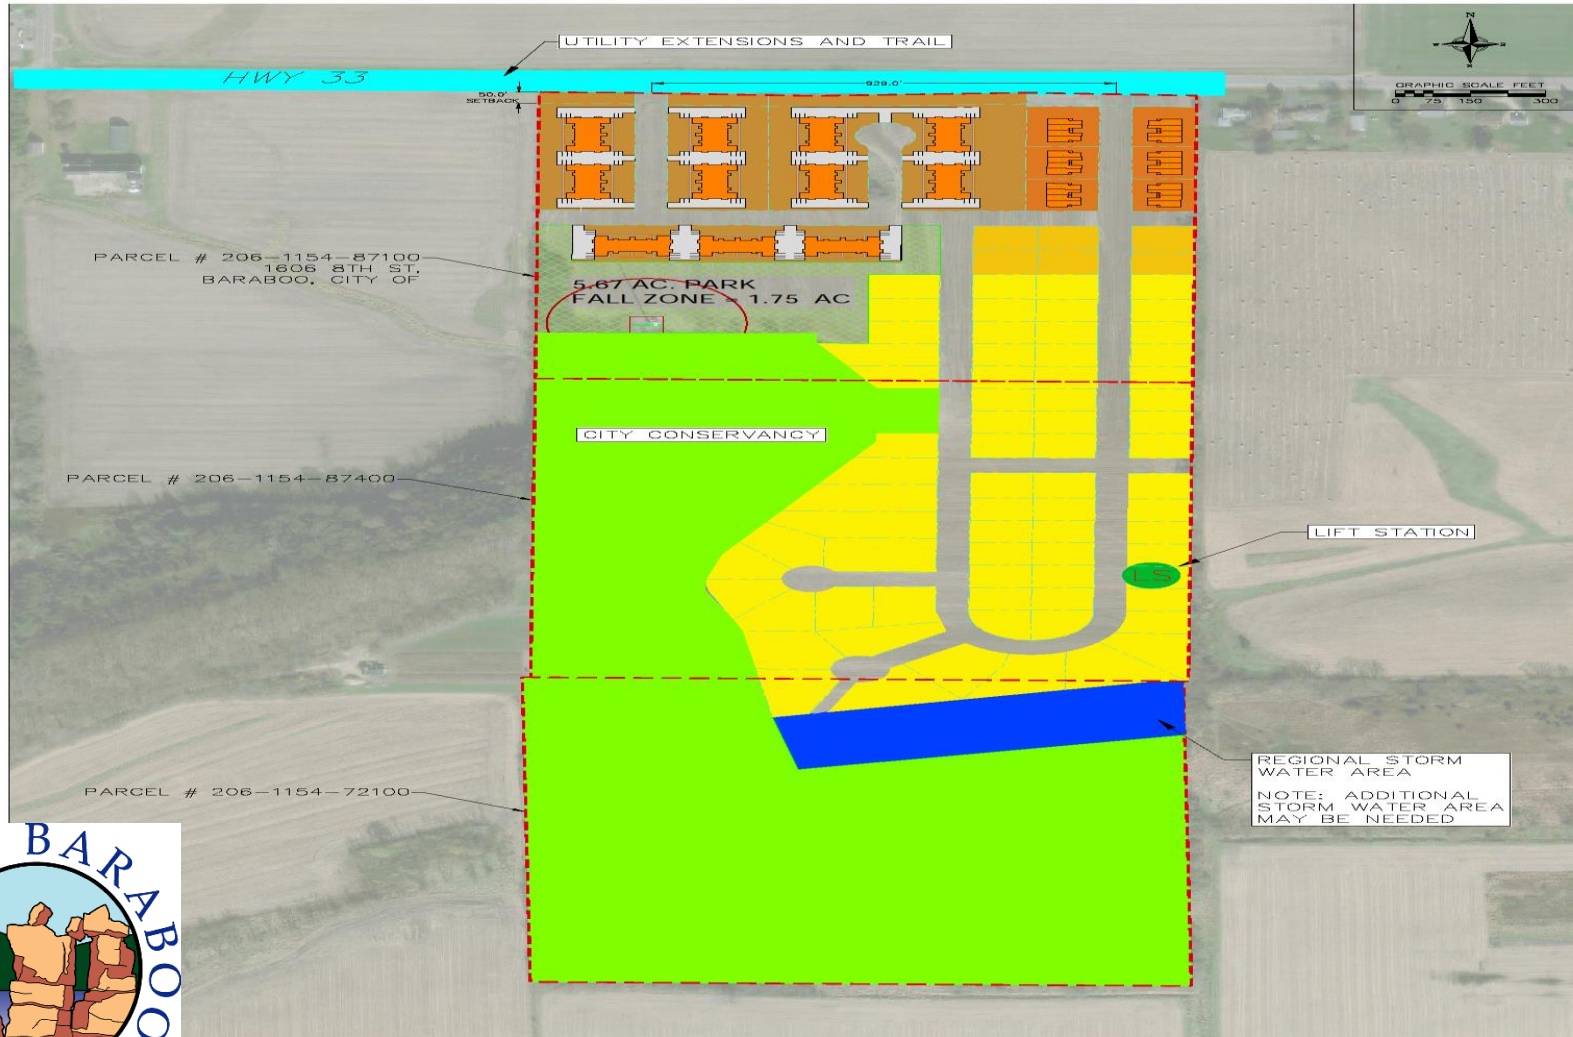 UTILITY EXTENSIONS AND TRAIL
HWY 33
929.0'
50.0'
SETBACK
N
GRAPHIC SCALE FEET
0 75 150 300
PARCEL # 206-1154-87100
1606 8TH ST,
BARABOO, CITY OF
5.67 AC. PARK
FALL ZONE = 1.75 AC
CITY CONSERVANCY
PARCEL # 206-1154-87400
LIFT STATION
LS
REGIONAL STORM
WATER AREA
NOTE: ADDITIONAL
STORM WATER AREA
MAY BE NEEDED
PARCEL # 206-1154-72100
BARABOO